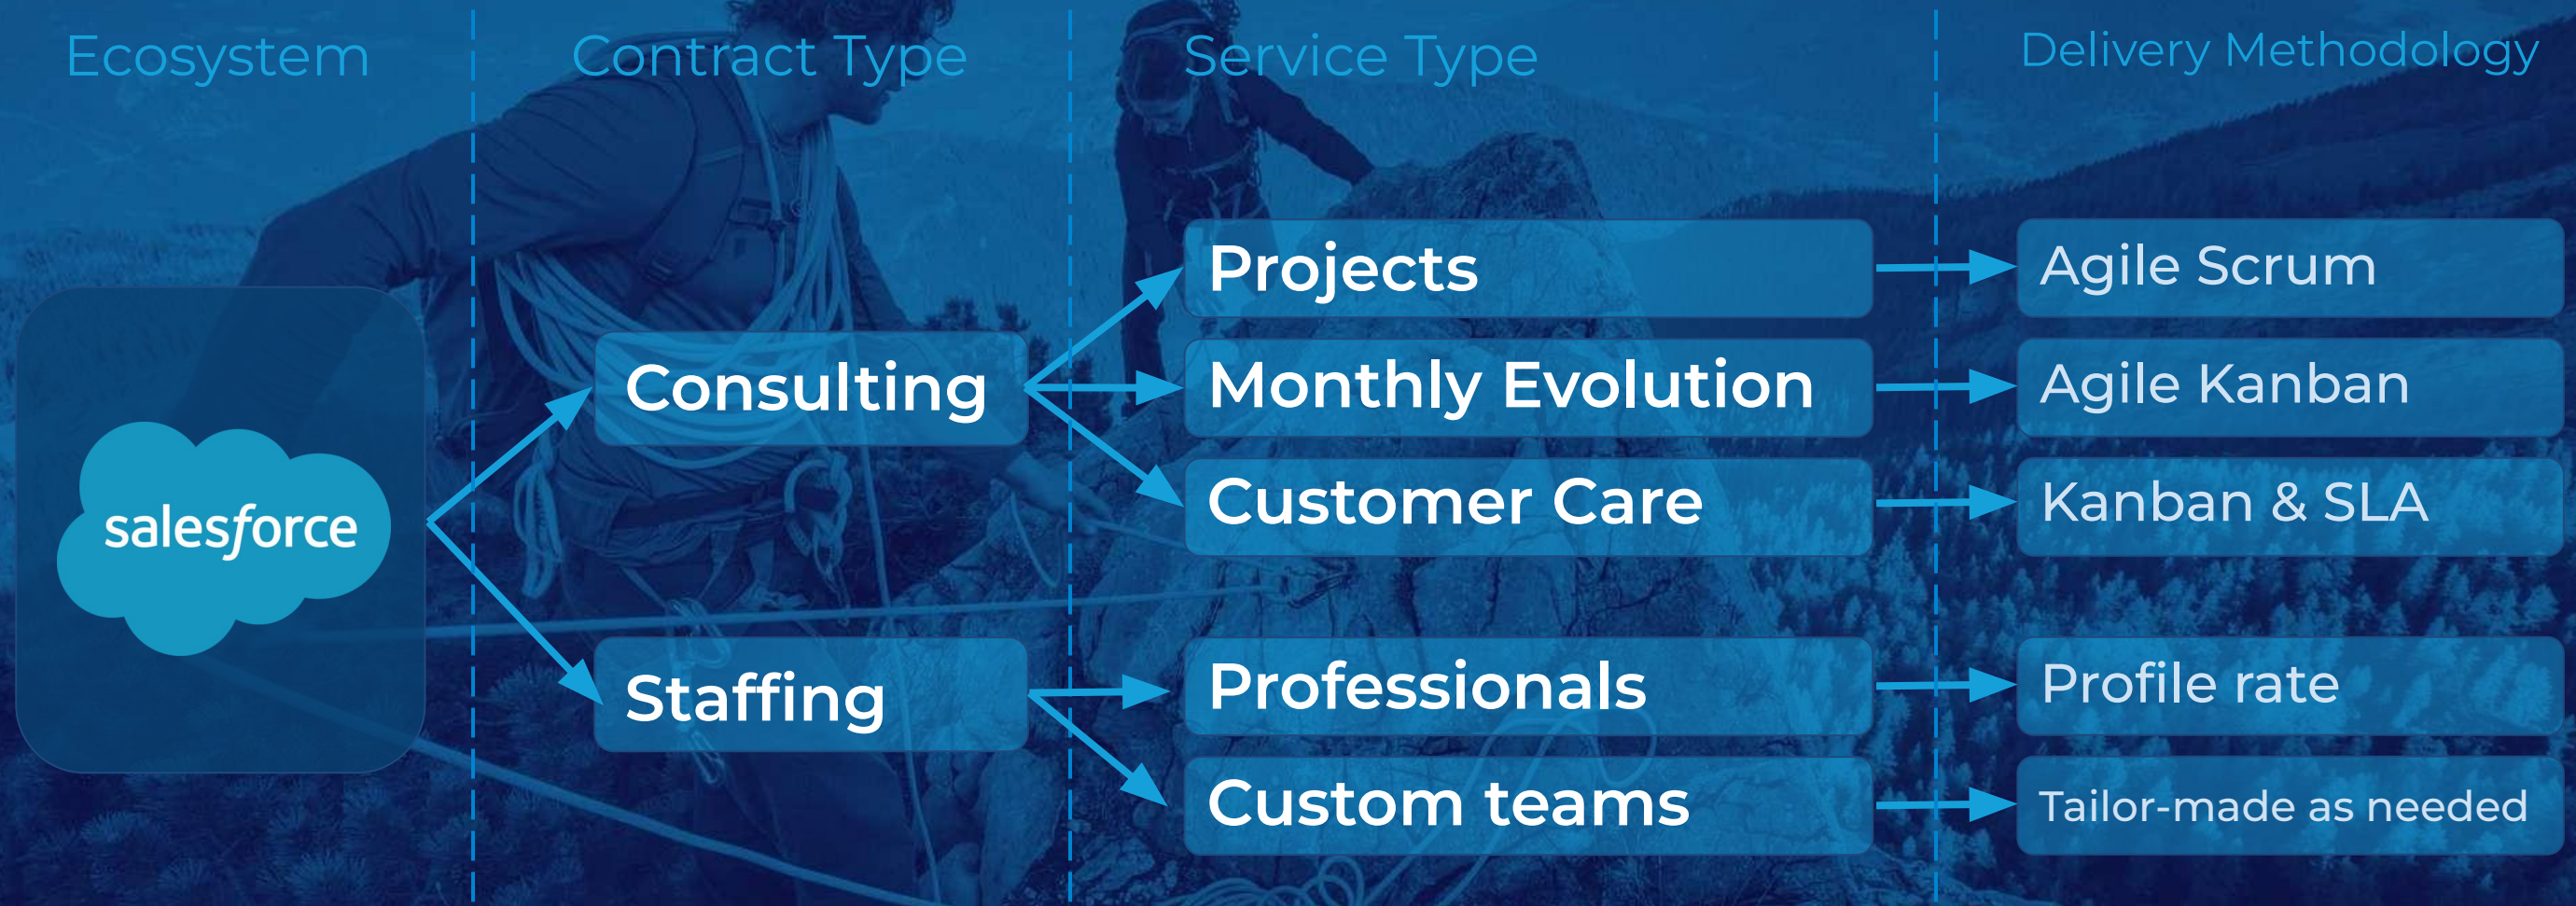 Ecosystem
Contract Type
Service Type
Delivery Methodology
salesforce
Consulting
Staffing
Projects
Monthly Evolution
Customer Care
Professionals
Custom teams
Agile Scrum
Agile Kanban
Kanban & SLA
Profile rate
Tailor-made as needed